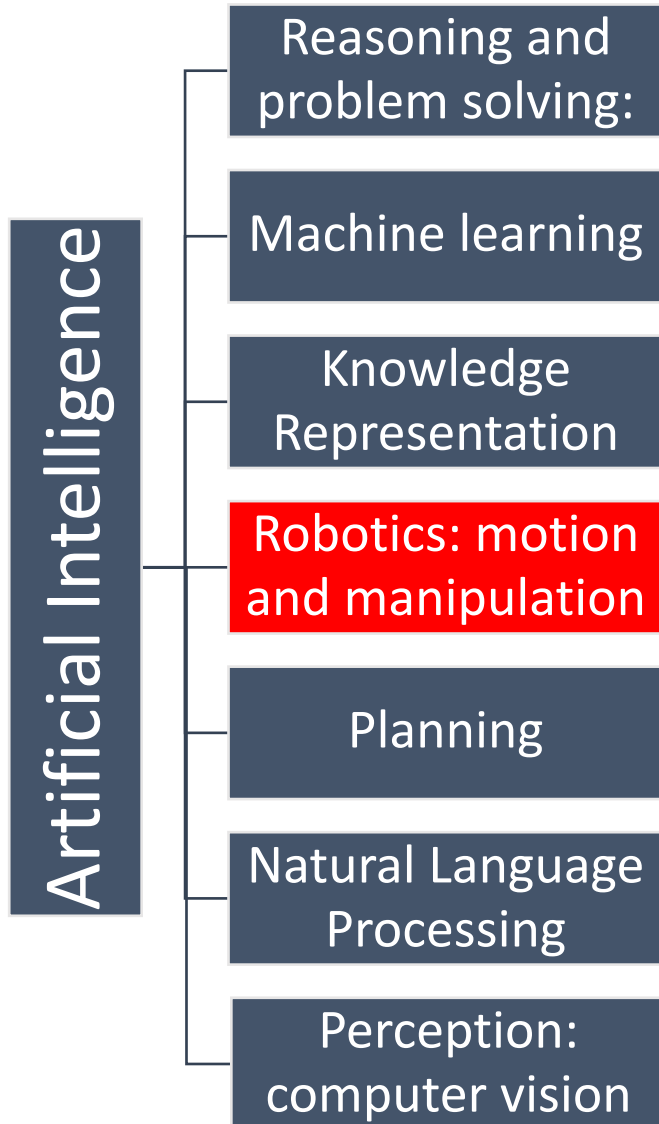 Artificial Intelligence
Reasoning and
problem solving:
Machine learning
Knowledge
Representation
Robotics: motion
and manipulation
Planning
Natural Language
Processing
Perception:
computer vision